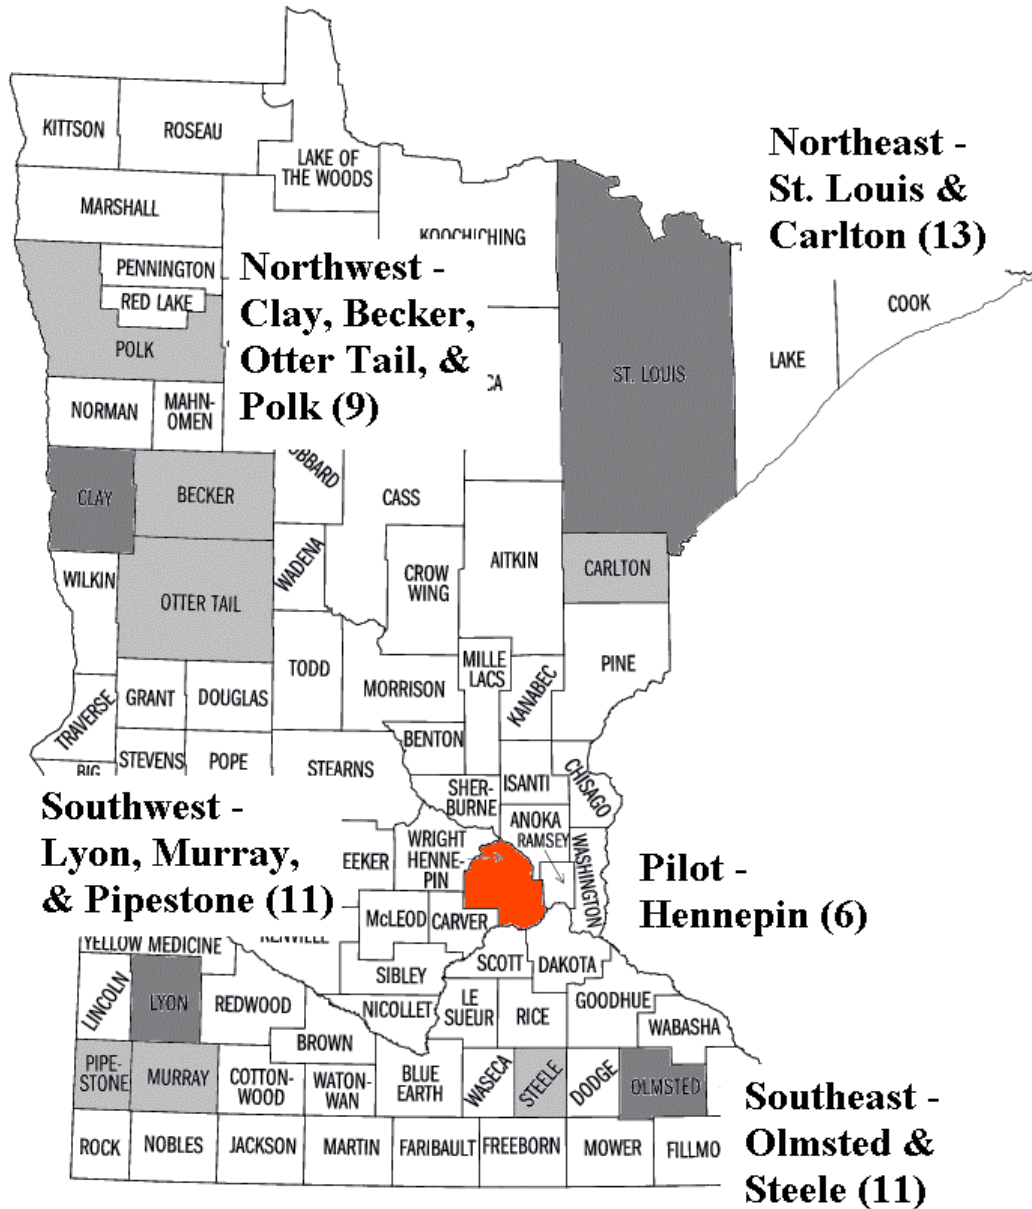 KITTSON
ROSEAU
LAKE OF
THE WOODS
Northeast -
St. Louis &
Carlton (13)
MARSHALL
KOOCHICHING
PENNINGTON
RED LAKE
POLK
Northwest -
Clay, Becker,
Otter Tail, &
Polk (9)
COOK
LAKE
ST. LOUIS
NORMAN
MAHN-
OMEN
CA
CLAY
BECKER
UBBARD
CASS
WADENA
CROW
WING
AITKIN
CARLTON
WILKIN
OTTER TAIL
TODD
MORRISON
MILLE
LACS
KANABEC
PINE
TRAVERSE
GRANT
DOUGLAS
BENTON
BIG
STEVENS
POPE
STEARNS
SHER-
BURNE
ISANTI
CHISAGO
ANOKA
RAMSEY
WASHINGTON
Southwest -
Lyon, Murray,
& Pipestone (11)
EEKER
WRIGHT
HENNE-
PIN
Pilot -
Hennepin (6)
McLEOD
CARVER
YELLOW MEDICINE
RENVILLE
SIBLEY
SCOTT
DAKOTA
LINCOLN
LYON
REDWOOD
NICOLLET
LE
SUEUR
RICE
GOODHUE
WABASHA
BROWN
PIPE-
STONE
MURRAY
COTTON-
WOOD
WATON-
WAN
BLUE
EARTH
WASECA
STEELE
DODGE
OLMSTED
ROCK
NOBLES
JACKSON
MARTIN
FARIBAULT
FREEBORN
MOWER
FILLMO
Southeast -
Olmsted &
Steele (11)